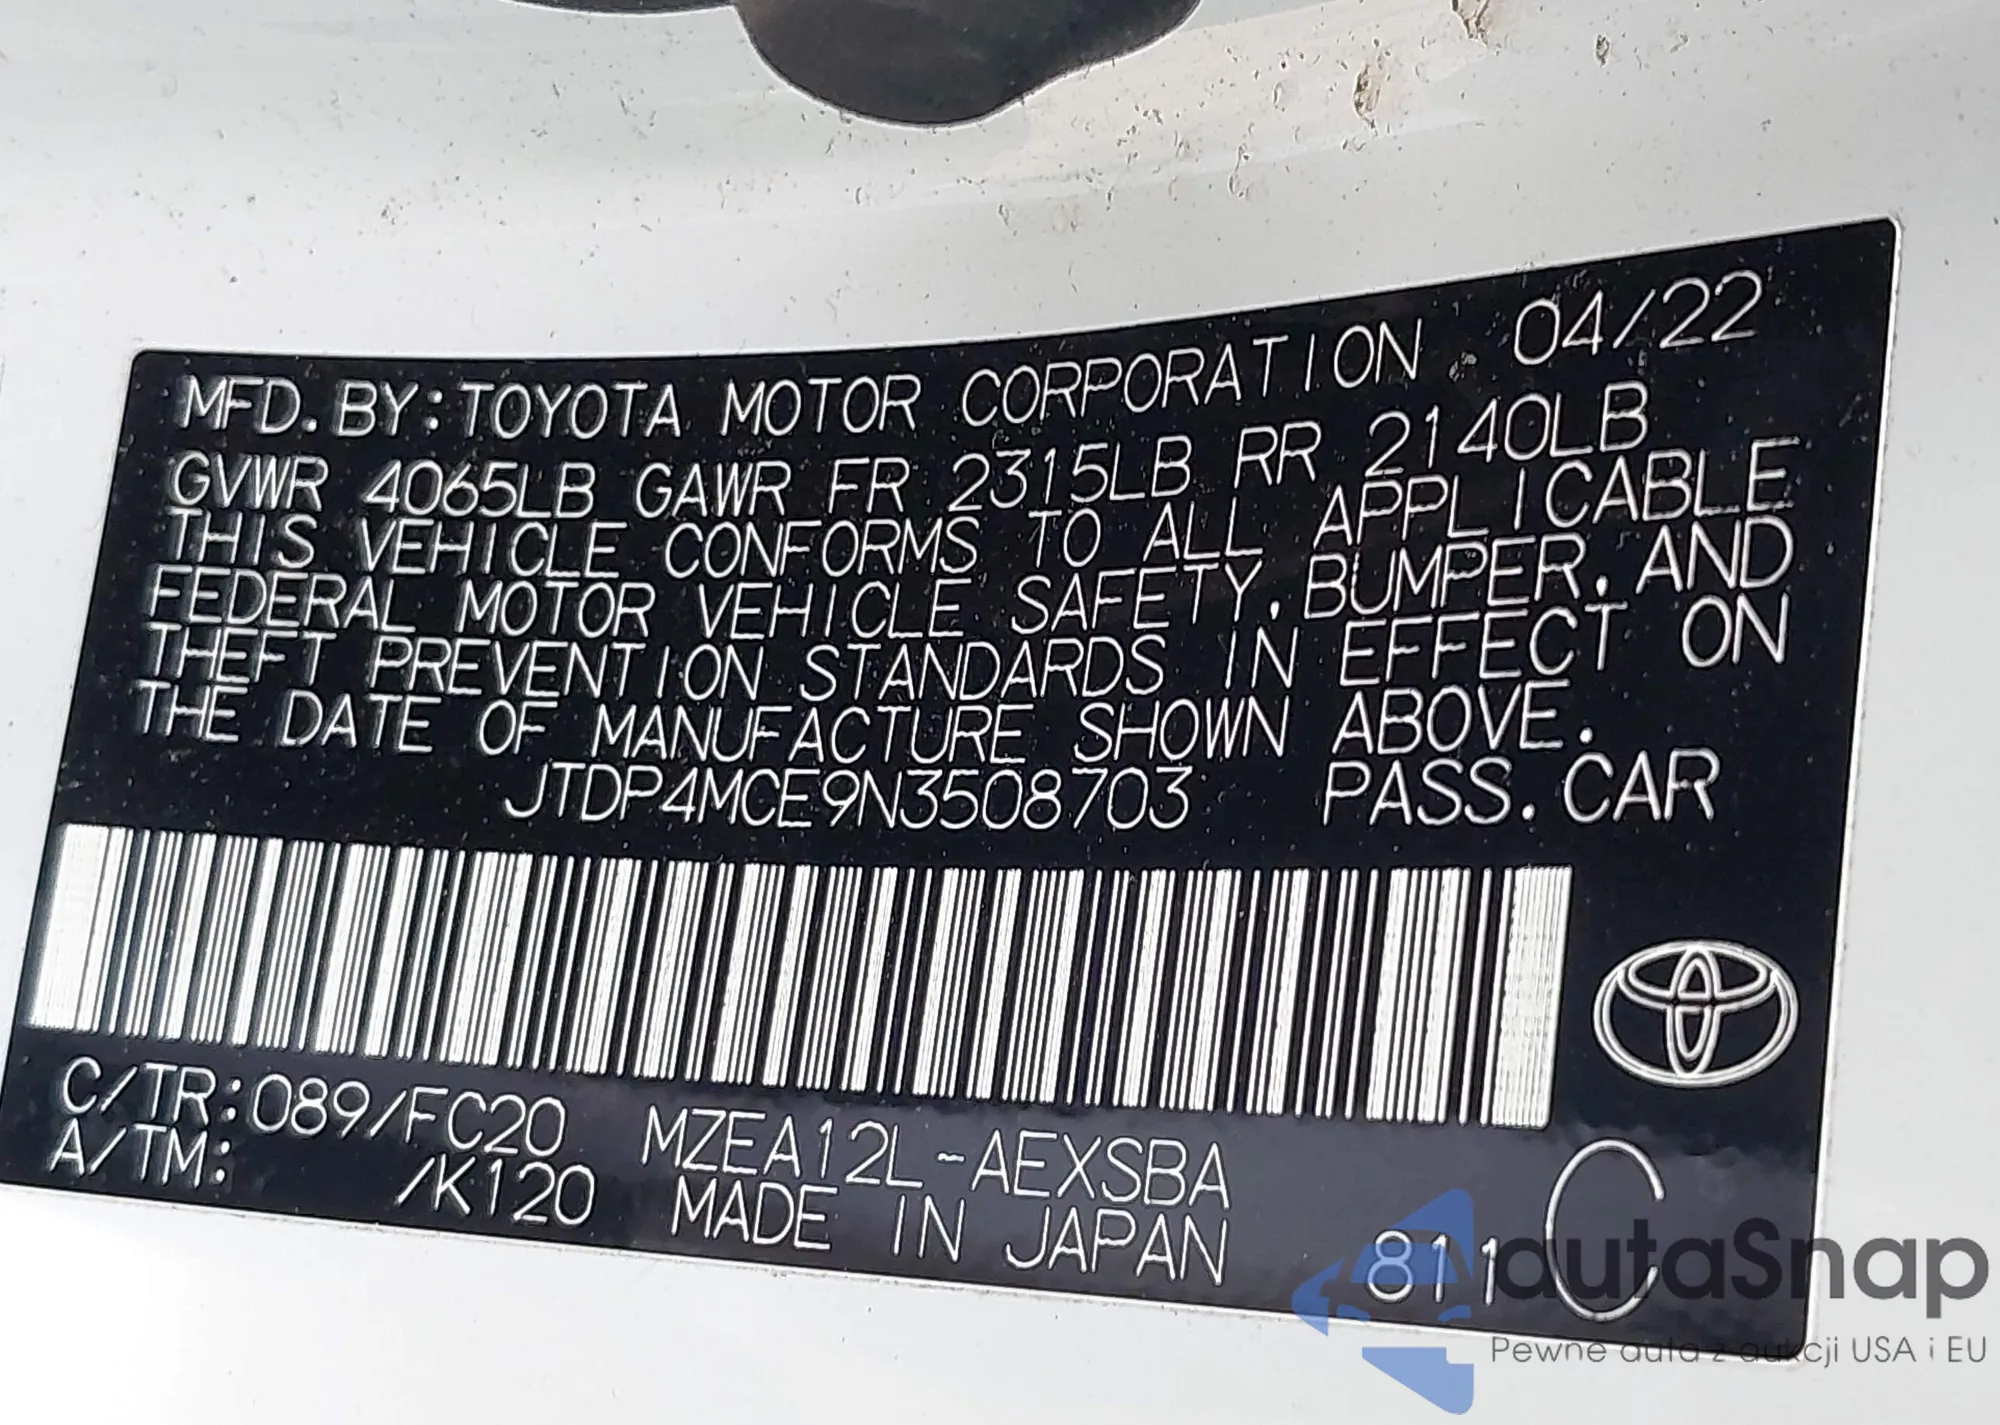 MFD. BY: TOYOTA MOTOR CORPORATION 04/22
GVWR 4065LB GAWR FR 2315LB RR 2140LB
THIS VEHICLE CONFORMS TO ALL APPLICABLE
FEDERAL MOTOR VEHICLE SAFETY, BUMPER, AND
THEFT PREVENTION STANDARDS IN EFFECT ON
THE DATE OF MANUFACTURE SHOWN ABOVE.
JTDP4MCE9N3508703 PASS. CAR
C/TR: 089/FC20 MZEA12L-AEXSBA
A/TM: /K120 MADE IN JAPAN 811 C
autoSnap
Pewne auta z aukcji USA i EU